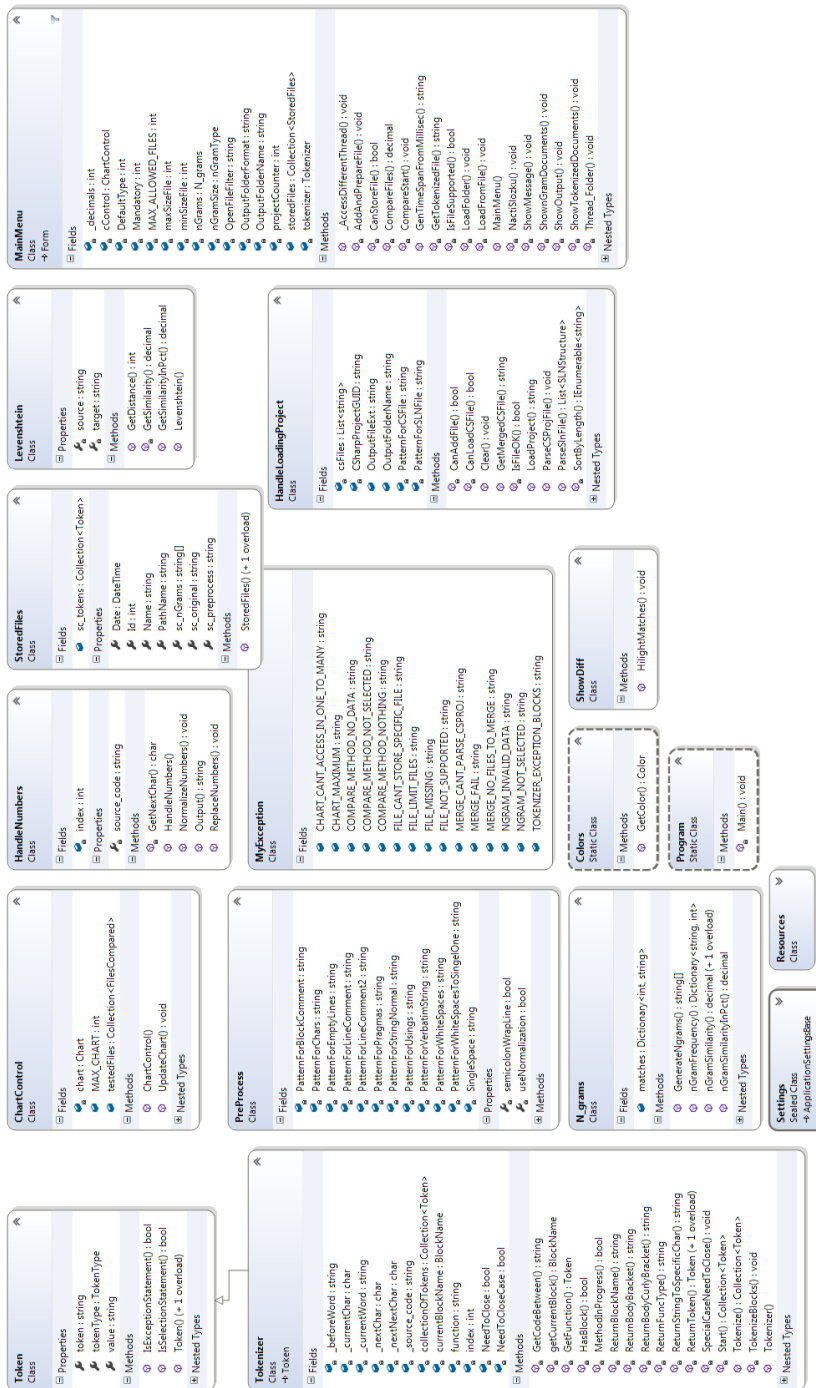 Token
Class
Properties
token : string
tokenType : TokenType
value : string
Methods
IsExceptionStatement() : bool
IsSelectionStatement() : bool
Token() (+ 1 overload)
Nested Types
Tokenizer
Class
Token
Fields
_beforeWord : string
_currentChar : char
_currentWord : string
_nextChar : char
_nextNextChar : char
_source_code : string
collectionOfTokens : Collection<Token>
currentBlockName : BlockName
function : string
index : int
NeedToClose : bool
NeedToCloseCase : bool
Methods
GetCodeBetween() : string
getCurrentBlock() : BlockName
GetFunction() : Token
HasBlock() : bool
MethodInProgress() : bool
ReturnBlockName() : string
ReturnBodyBracket() : string
ReturnBodyCurlyBracket() : string
ReturnFuncType() : string
ReturnStringToSpecificChar() : string
ReturnToken() : Token (+ 1 overload)
SpecialCaseNeedToClose() : void
Start() : Collection<Token>
Tokenize() : Collection<Token>
TokenizeBlocks() : void
Tokenizer()
Nested Types
ChartControl
Class
Fields
chart : Chart
MAX_CHART : int
testedFiles : Collection<FilesCompared>
Methods
ChartControl()
UpdateChart() : void
Nested Types
PreProcess
Class
Fields
PatternForBlockComment : string
PatternForChars : string
PatternForEmptyLines : string
PatternForLineComment : string
PatternForLineComment2 : string
PatternForPragmas : string
PatternForStringNormal : string
PatternForUsings : string
PatternForVerbatimString : string
PatternForWhiteSpaces : string
PatternForWhiteSpacesToSingelOne : string
SingleSpace : string
Properties
semicolonWrapLine : bool
useNormalization : bool
Methods
N_grams
Class
Fields
matches : Dictionary<int, string>
Methods
GenerateNgrams() : string[]
nGramFrequency() : Dictionary<string, int>
nGramSimilarity() : decimal (+ 1 overload)
nGramSimilarityInPct() : decimal
Nested Types
Settings
Sealed Class
ApplicationSettingsBase
Resources
Class
HandleNumbers
Class
Fields
index : int
Properties
source_code : string
Methods
GetNextChar() : char
HandleNumbers()
NormalizeNumbers() : void
Output() : string
ReplaceNumbers() : void
StoredFiles
Class
Fields
sc_tokens : Collection<Token>
Properties
Date : DateTime
Id : int
Name : string
PathName : string
sc_nGrams : string[]
sc_original : string
sc_preprocess : string
Methods
StoredFiles() (+ 1 overload)
MyException
Class
Fields
CHART_CANT_ACCESS_IN_ONE_TO_MANY : string
CHART_MAXIMUM : string
COMPARE_METHOD_NO_DATA : string
COMPARE_METHOD_NOT_SELECTED : string
COMPARE_METHOD_NOTHING : string
FILE_CANT_STORE_SPECIFIC_FILE : string
FILE_LIMIT_FILES : string
FILE_MISSING : string
FILE_NOT_SUPPORTED : string
MERGE_CANT_PARSE_CSPROJ : string
MERGE_FAIL : string
MERGE_NO_FILES_TO_MERGE : string
NGRAM_INVALID_DATA : string
NGRAM_NOT_SELECTED : string
TOKENIZER_EXCEPTION_BLOCKS : string
Colors
Static Class
Methods
GetColor() : Color
Program
Static Class
Methods
Main() : void
ShowDiff
Class
Methods
HilightMatches() : void
Levenshtein
Class
Properties
source : string
target : string
Methods
GetDistance() : int
GetSimilarity() : decimal
GetSimilarityInPct() : decimal
Levenshtein()
HandleLoadingProject
Class
Fields
csFiles : List<string>
CSharpProjectGUID : string
OutputFileExt : string
OutputFolderName : string
PatternForCSFile : string
PatternForSLNFile : string
Methods
CanAddFile() : bool
CanLoadCSFile() : bool
Clear() : void
GetMergedCSFile() : string
IsFileOK() : bool
LoadProject() : string
ParseCSProjFile() : void
ParseSlnFile() : List<SLNStructure>
SortByLength() : IEnumerable<string>
Nested Types
MainMenu
Class
Form
Fields
_decimals : int
cControl : ChartControl
DefaultType : int
Mandatory : int
MAX_ALLOWED_FILES : int
maxSizeFile : int
minSizeFile : int
nGrams : N_grams
nGramSize : nGramType
OpenFileFilter : string
OutputFolderFormat : string
OutputFolderName : string
projectCounter : int
storedFiles : Collection<StoredFiles>
tokenizer : Tokenizer
Methods
_AccessDifferentThread() : void
AddAndPrepareFile() : void
CanStoreFile() : bool
CompareFiles() : decimal
CompareStart() : void
GenTimeSpanFromMillisec() : string
GetTokenizedFile() : string
IsFileSupported() : bool
LoadFolder() : void
LoadFromFile() : void
MainMenu()
NactiSlozku() : void
ShowMessage() : void
ShownGramDocuments() : void
ShowOutput() : void
ShowTokenizedDocuments() : void
Thread_Folder() : void
Nested Types